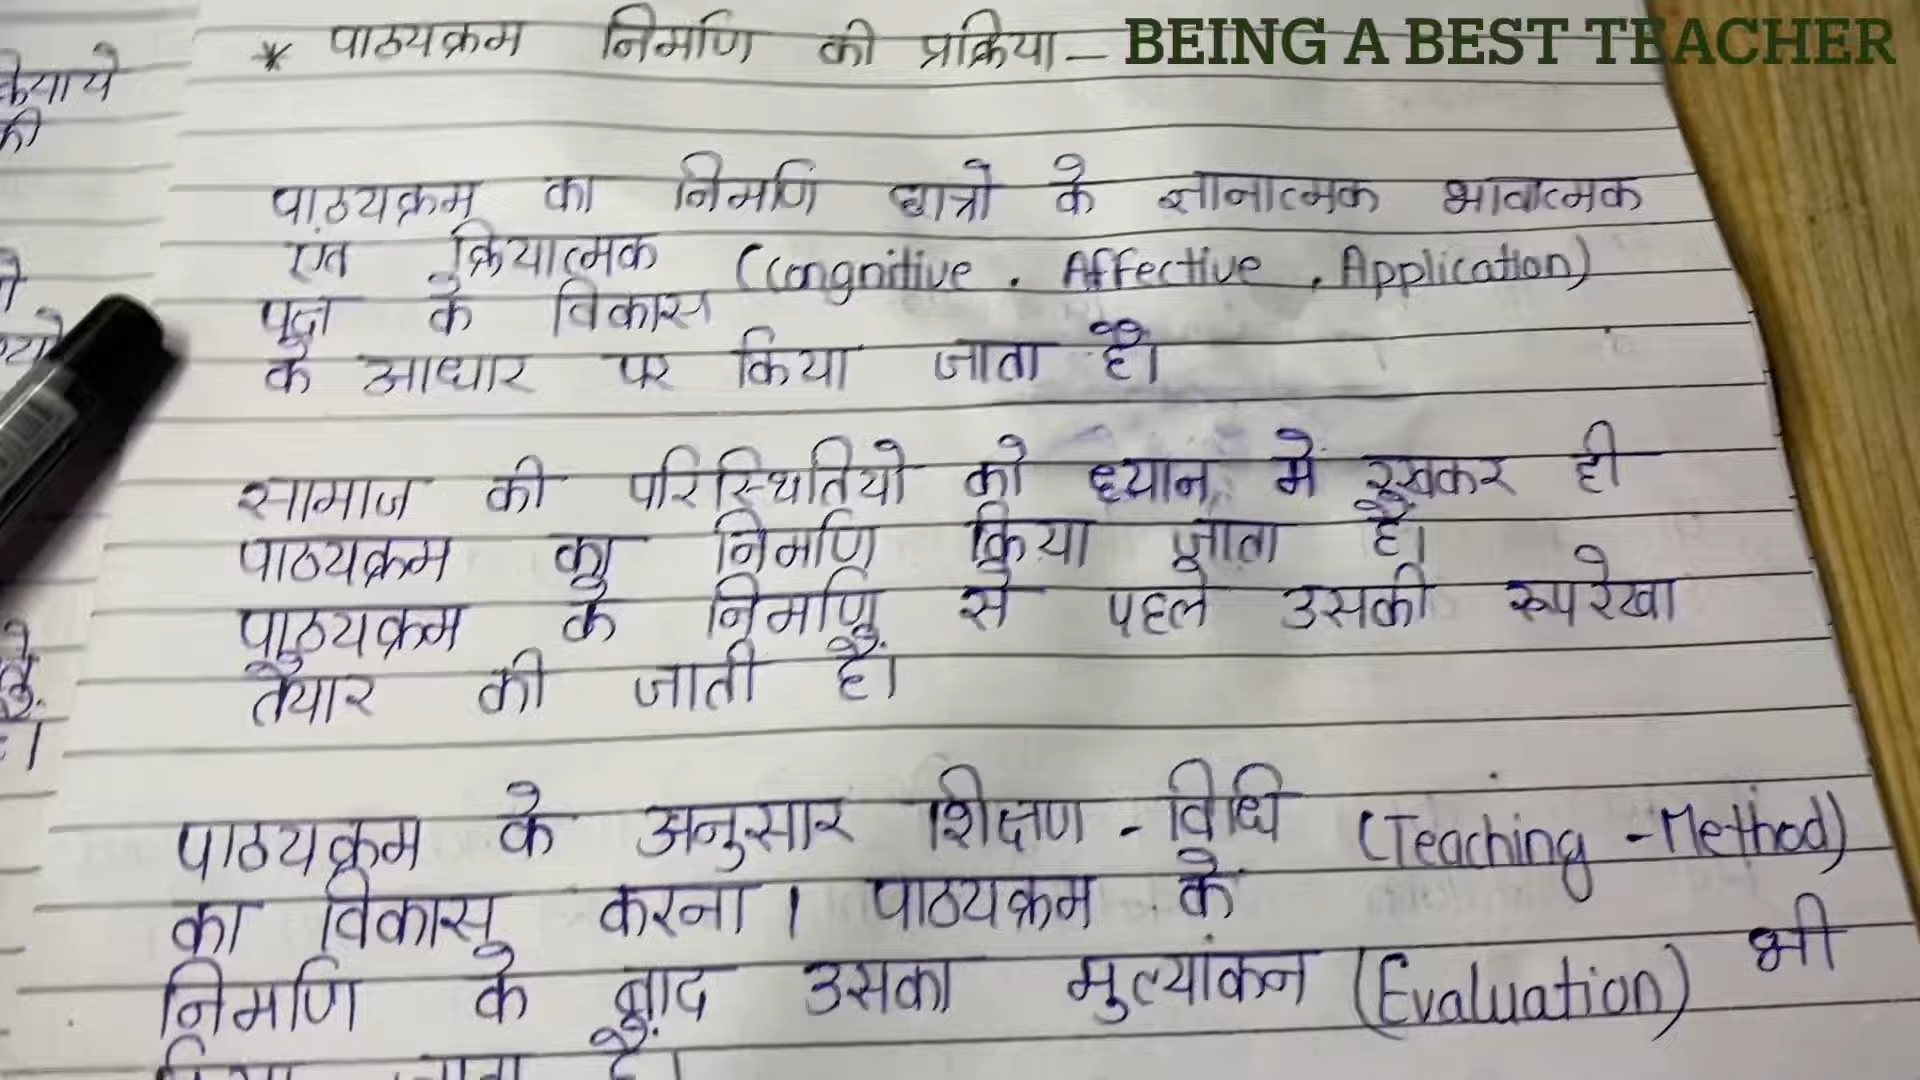 * पाठ्यक्रम निर्माण की प्रक्रिया – BEING A BEST TEACHER
पाठ्यक्रम का निर्माण छात्रो के ज्ञानात्मक भावात्मक
एंव क्रियात्मक (Congnitive, Affective, Application)
पक्ष के विकास
के आधार पर किया जाता है।
सामाज की परिस्थितियो को ध्यान में रखकर ही
पाठ्यक्रम का निर्माण किया जाता है।
पाठ्यक्रम के निर्माण से पहले उसकी रूपरेखा
तैयार की जाती है।
पाठ्यक्रम के अनुसार शिक्षण - विधि (Teaching - Method)
का विकास करना। पाठ्यक्रम के
निर्माण के बाद उसका मुल्यांकन (Evaluation) भी
है।